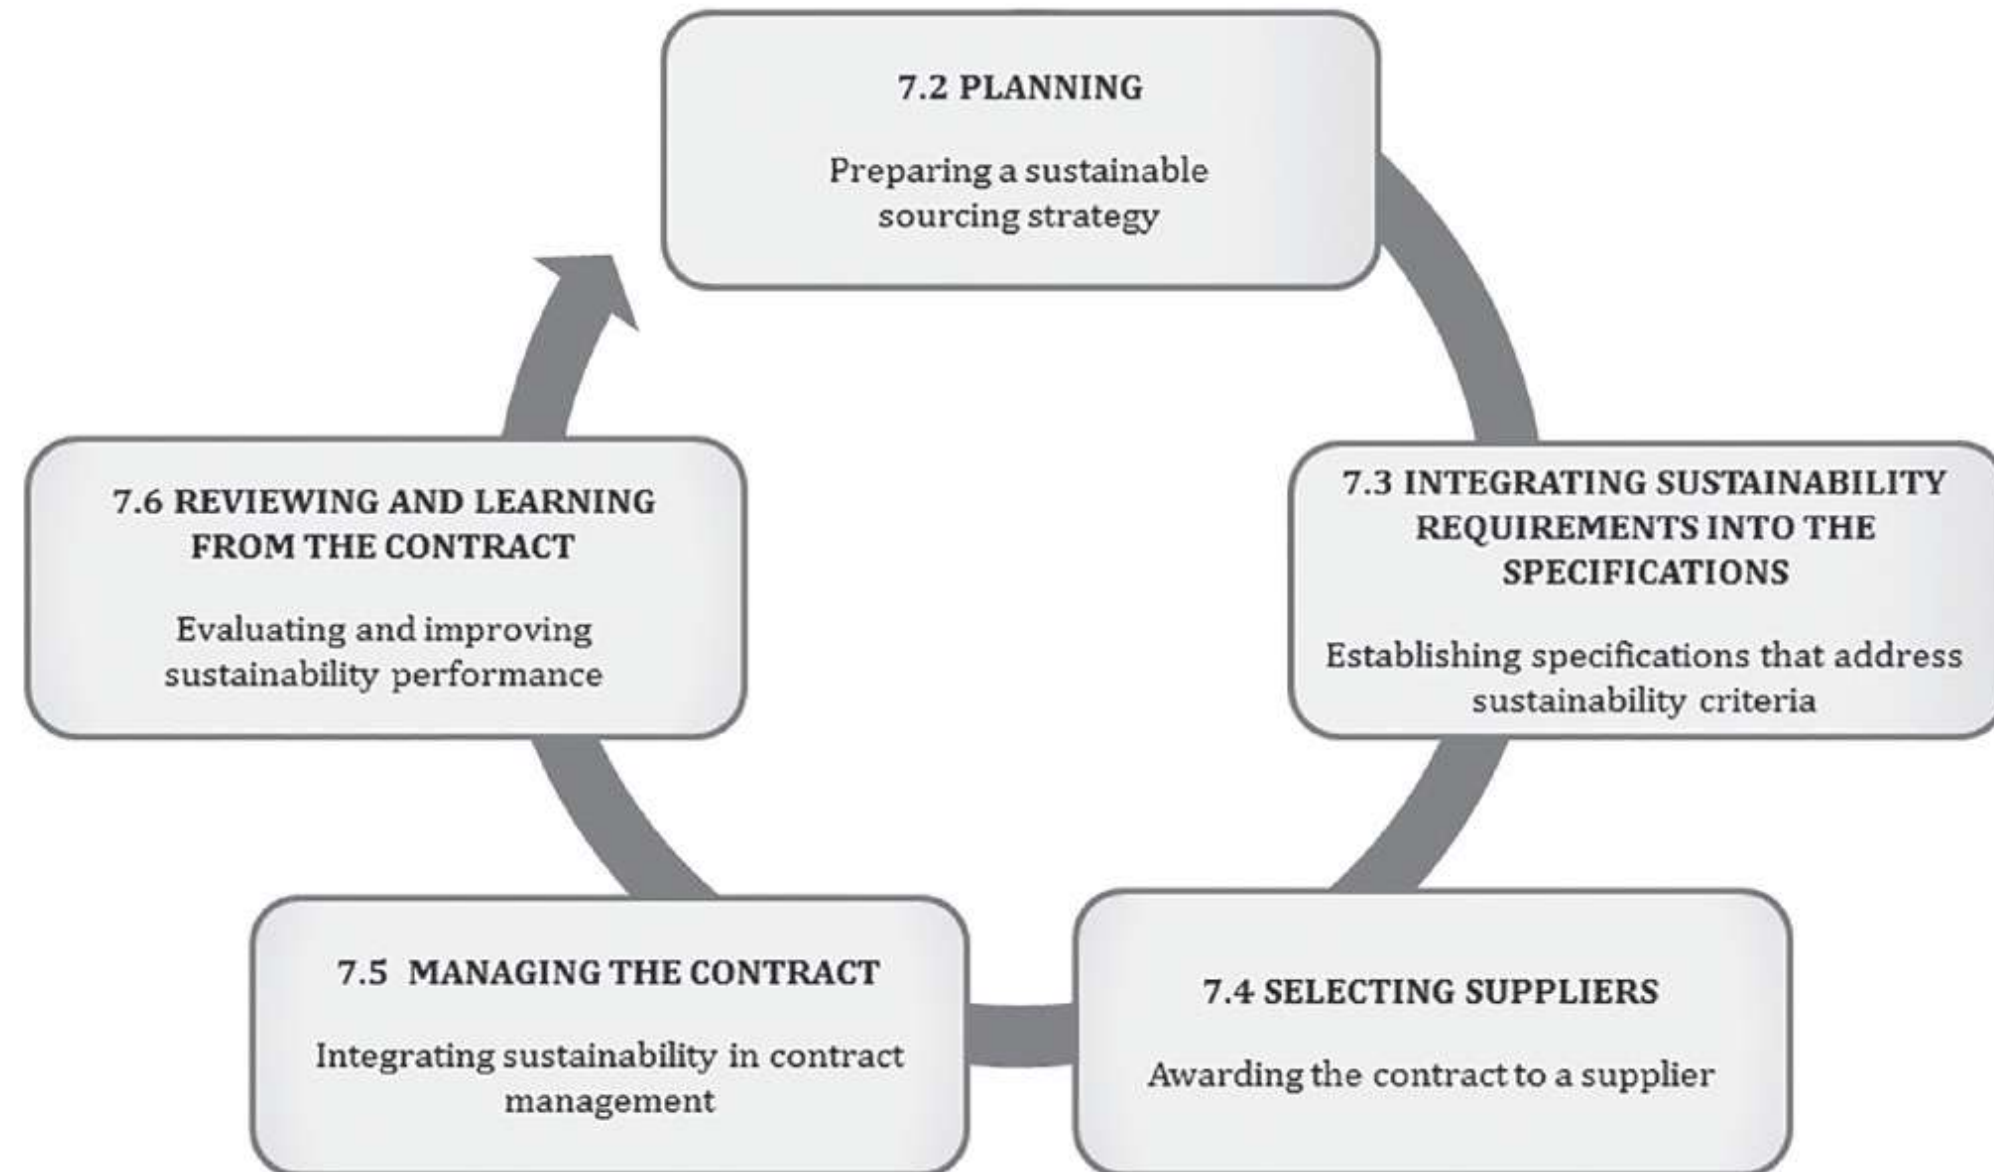 7.2 PLANNING
Preparing a sustainable
sourcing strategy
7.3 INTEGRATING SUSTAINABILITY
REQUIREMENTS INTO THE
SPECIFICATIONS
Establishing specifications that address
sustainability criteria
7.4 SELECTING SUPPLIERS
Awarding the contract to a supplier
7.5 MANAGING THE CONTRACT
Integrating sustainability in contract
management
7.6 REVIEWING AND LEARNING
FROM THE CONTRACT
Evaluating and improving
sustainability performance